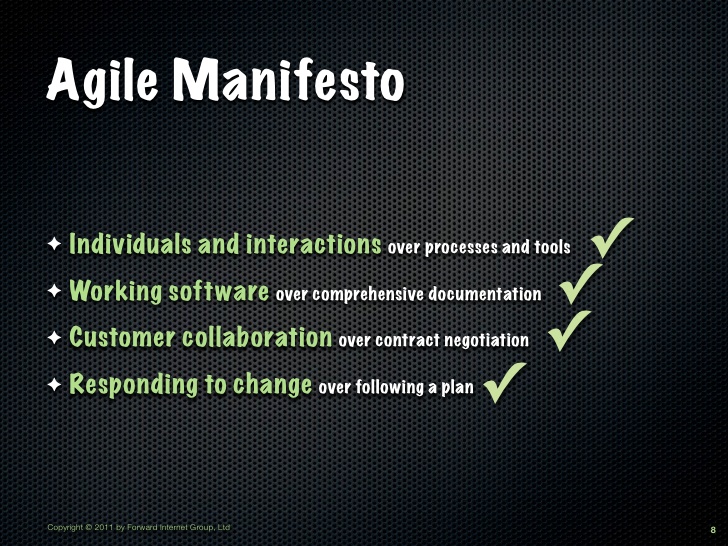 Agile Manifesto
✦ Individuals and interactions over processes and tools ✓
✦ Working software over comprehensive documentation ✓
✦ Customer collaboration over contract negotiation ✓
✦ Responding to change over following a plan ✓
Copyright © 2011 by Forward Internet Group, Ltd
8